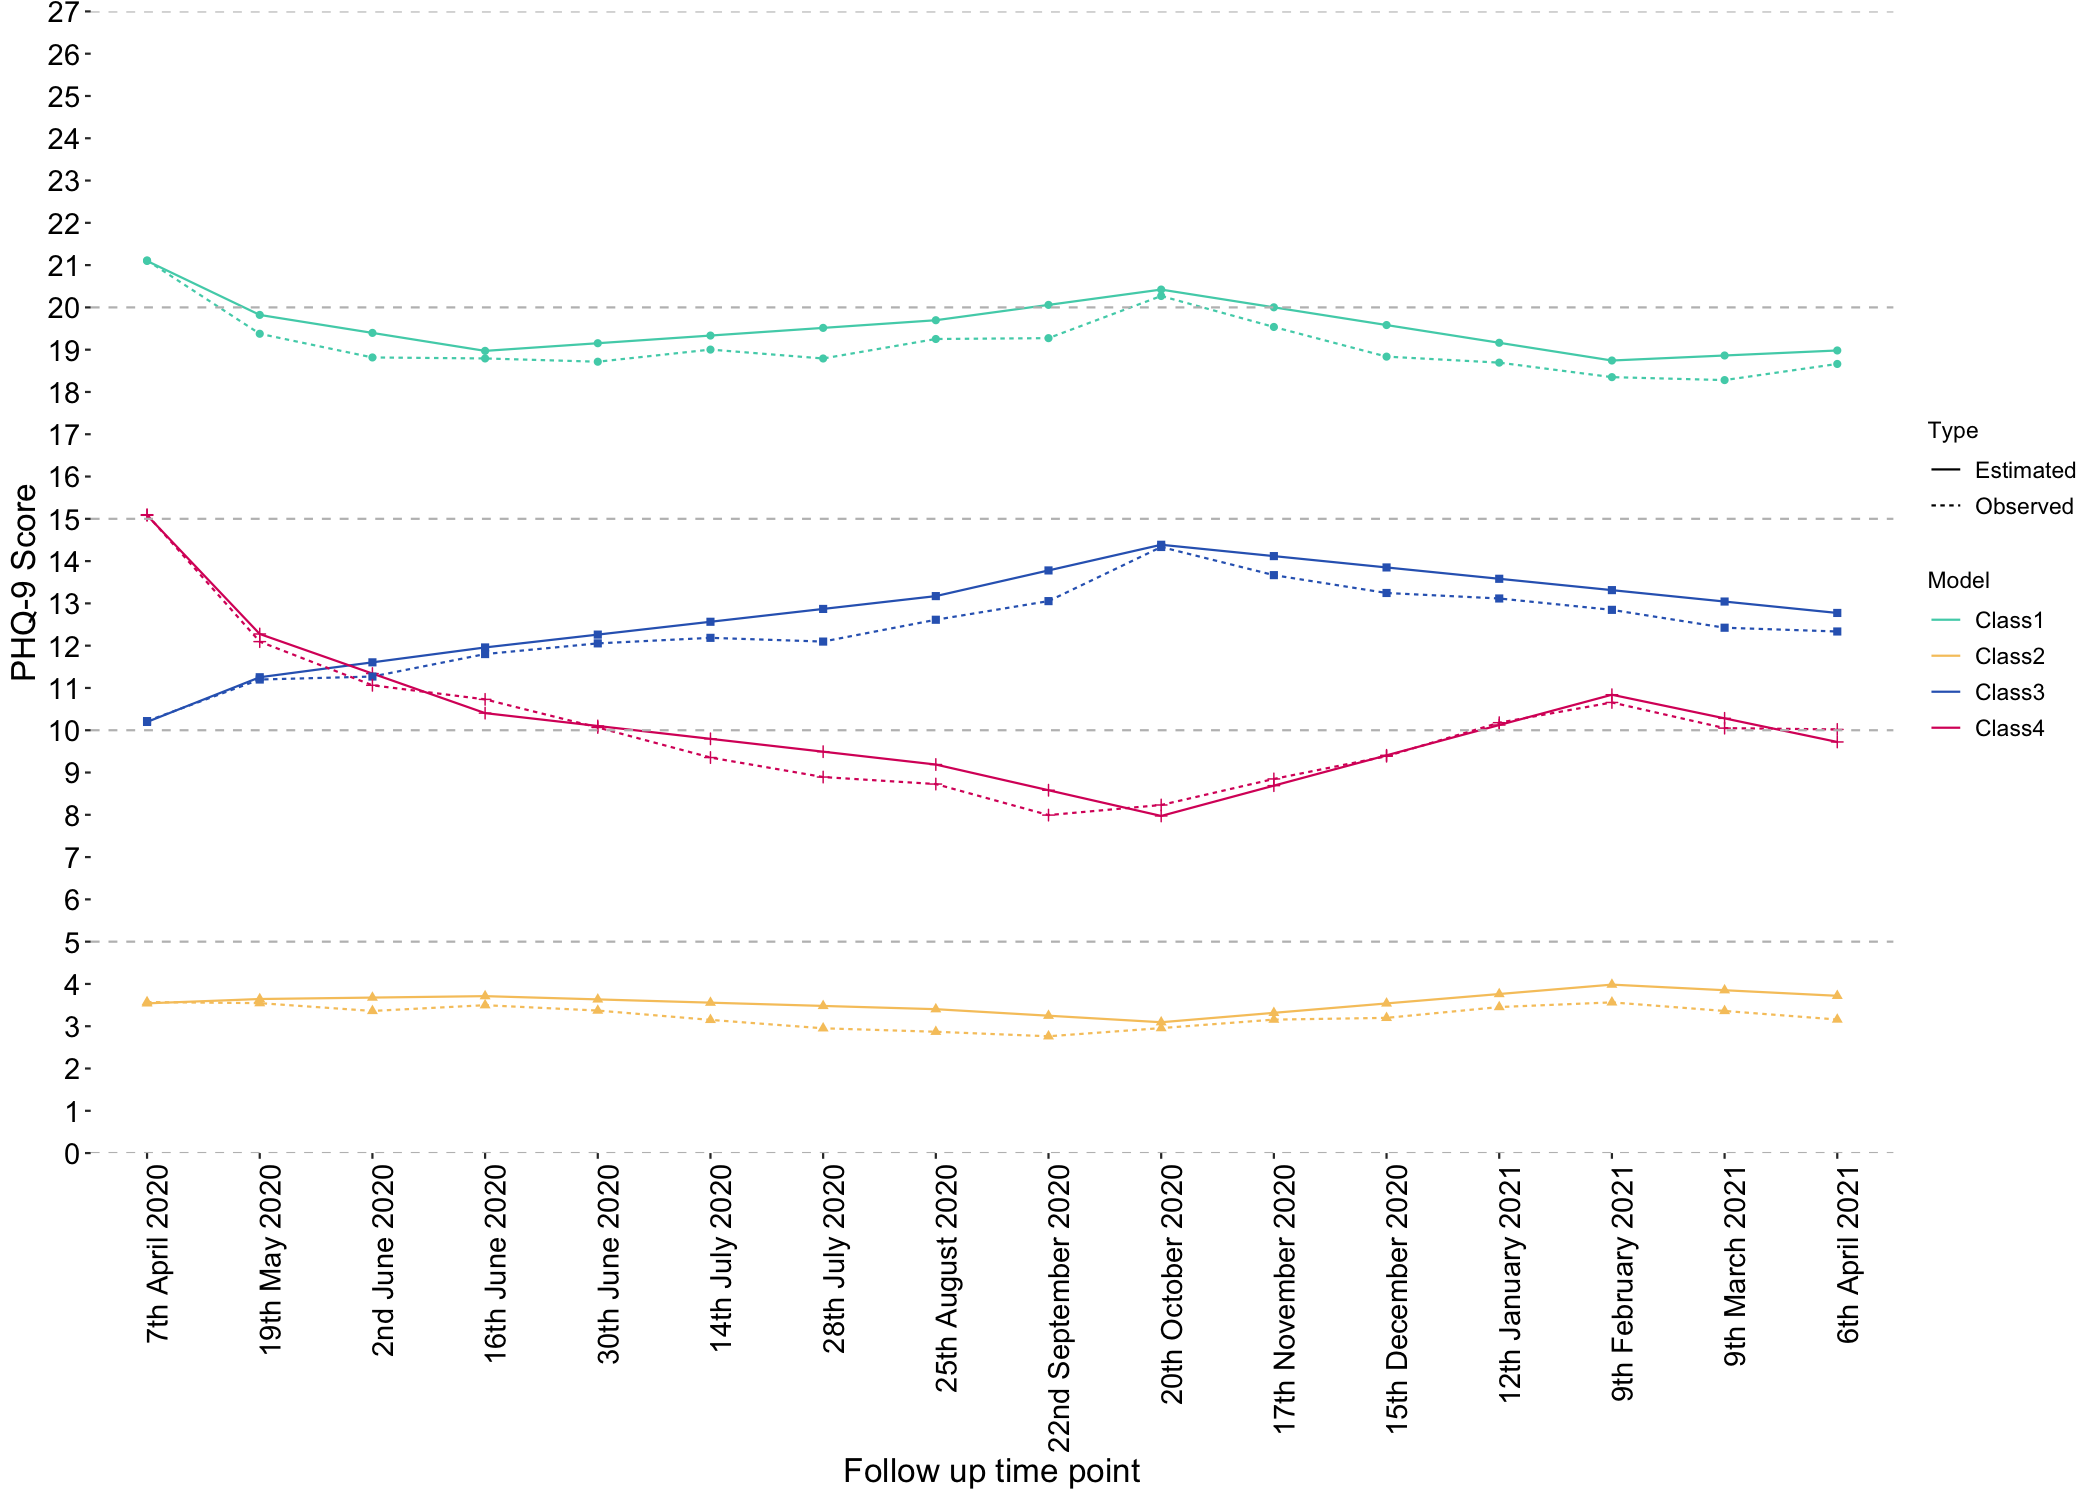 27
26
25
24
23
22
21
20
19
18
17
16
15
14
13
12
11
10
9
8
7
6
5
4
3
2
1
0
PHQ-9 Score
7th April 2020
19th May 2020
2nd June 2020
16th June 2020
30th June 2020
14th July 2020
28th July 2020
25th August 2020
22nd September 2020
20th October 2020
17th November 2020
15th December 2020
12th January 2021
9th February 2021
9th March 2021
6th April 2021
Follow up time point
Type
Estimated
Observed
Model
Class1
Class2
Class3
Class4